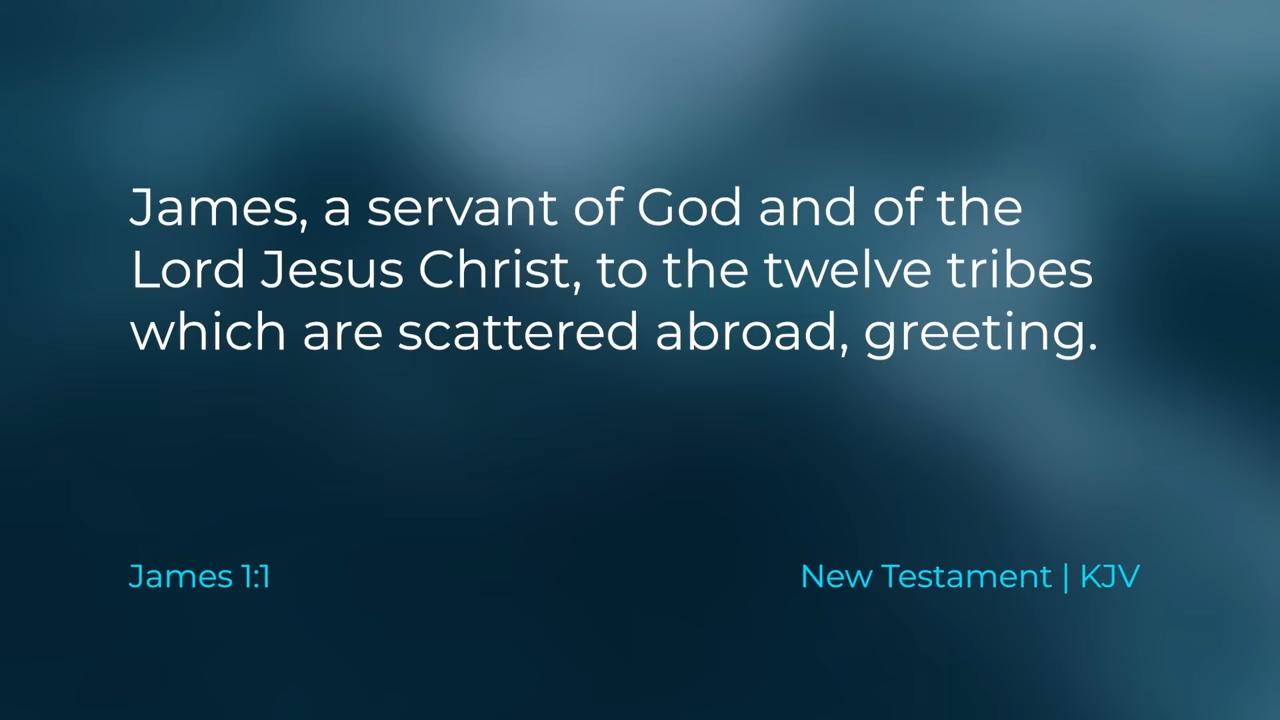 James, a servant of God and of the
Lord Jesus Christ, to the twelve tribes
which are scattered abroad, greeting.
James 1:1
New Testament | KJV